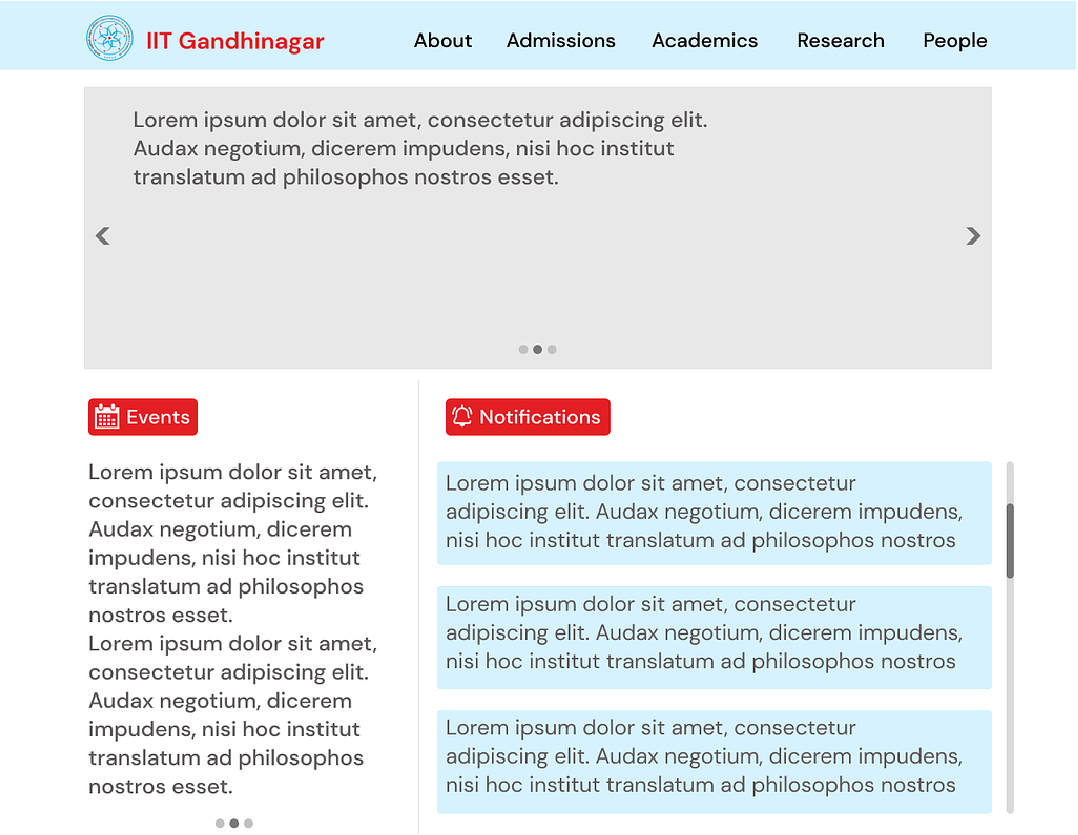 IIT Gandhinagar
About Admissions Academics Research People
Lorem ipsum dolor sit amet, consectetur adipiscing elit.
Audax negotium, dicerem impudens, nisi hoc institut
translatum ad philosophos nostros esset.
Events
Lorem ipsum dolor sit amet,
consectetur adipiscing elit.
Audax negotium, dicerem
impudens, nisi hoc institut
translatum ad philosophos
nostros esset.
Lorem ipsum dolor sit amet,
consectetur adipiscing elit.
Audax negotium, dicerem
impudens, nisi hoc institut
translatum ad philosophos
nostros esset.
Notifications
Lorem ipsum dolor sit amet, consectetur
adipiscing elit. Audax negotium, dicerem impudens,
nisi hoc institut translatum ad philosophos nostros
Lorem ipsum dolor sit amet, consectetur
adipiscing elit. Audax negotium, dicerem impudens,
nisi hoc institut translatum ad philosophos nostros
Lorem ipsum dolor sit amet, consectetur
adipiscing elit. Audax negotium, dicerem impudens,
nisi hoc institut translatum ad philosophos nostros